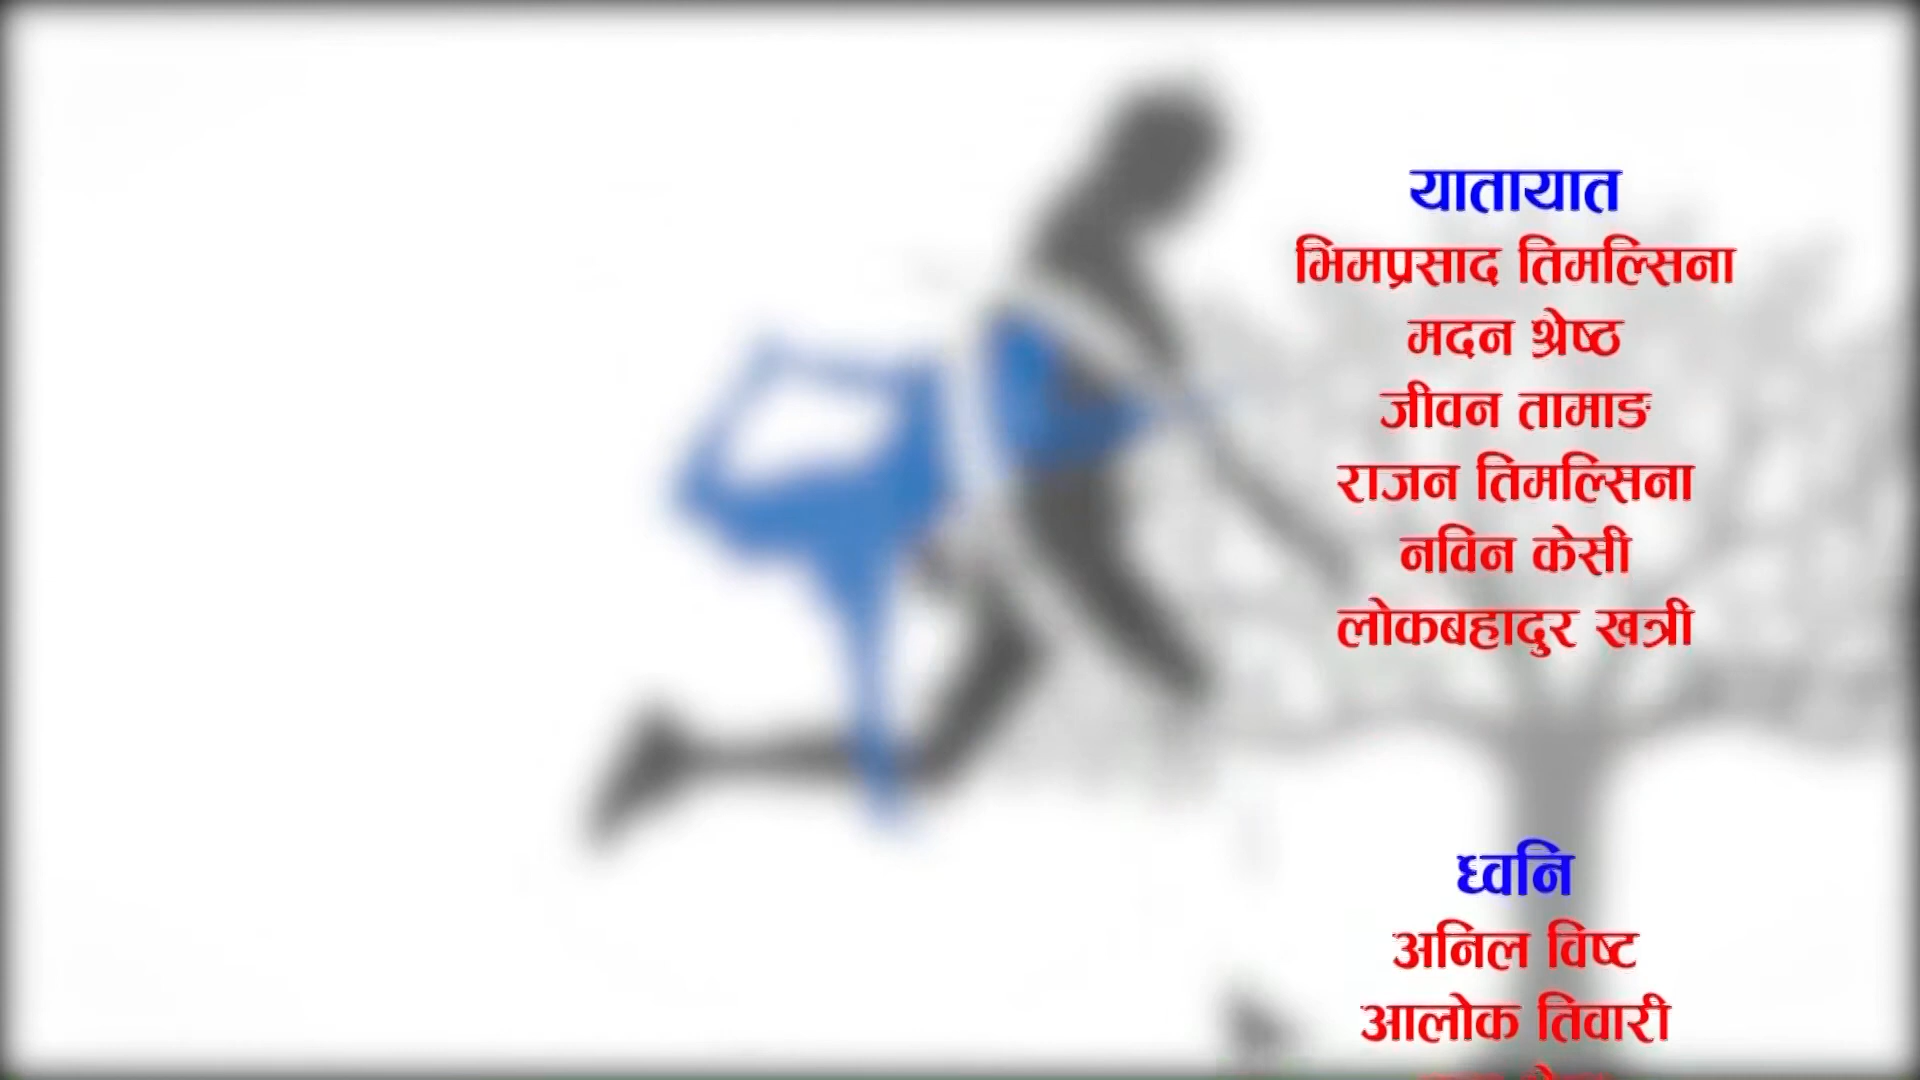 यातायात
भिमप्रसाद तिमल्सिना
मदन श्रेष्ठ
जीवन तामाङ
राजन तिमल्सिना
नविन केसी
लोकबहादुर खत्री
ध्वनि
अनिल विष्ट
आलोक तिवारी